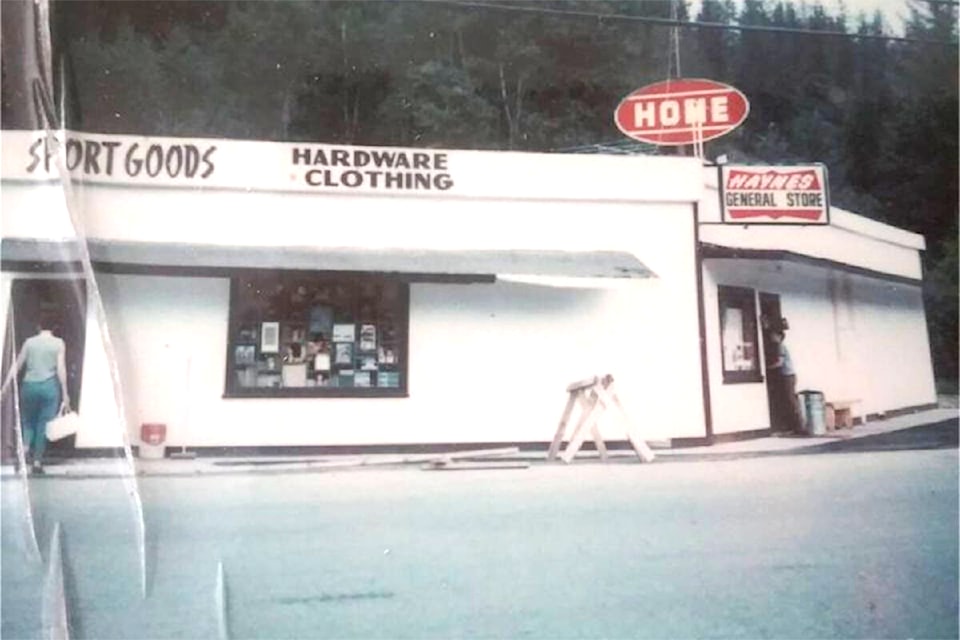 SPORT GOODS
HARDWARE
CLOTHING
HOME
HAYNES
GENERAL STORE